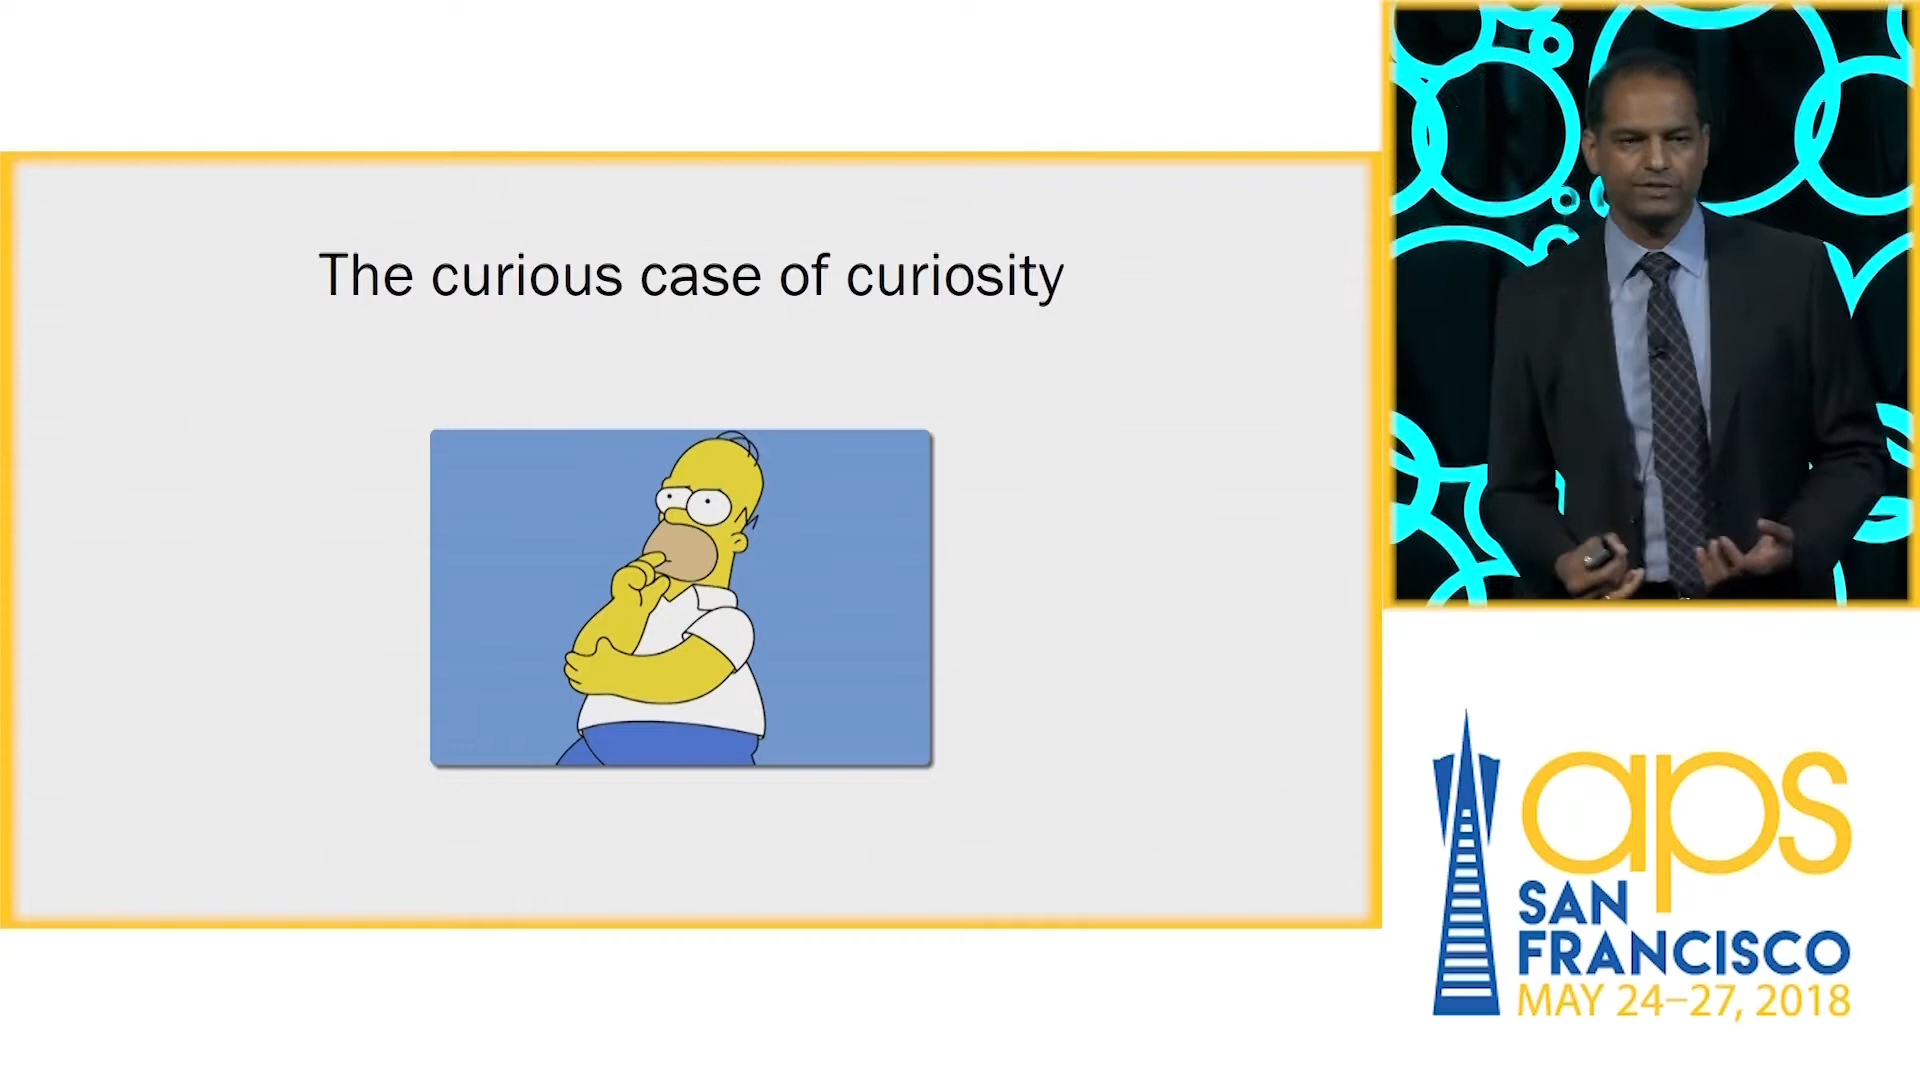 The curious case of curiosity
aps
SAN
FRANCISCO
MAY 24–27, 2018